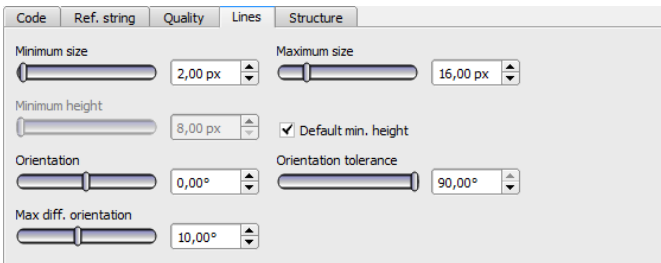 Code Ref. string Quality Lines Structure
Minimum size Maximum size
2,00 px 16,00 px
Minimum height
8,00 px Default min. height
Orientation Orientation tolerance
0,00° 90,00°
Max diff. orientation
10,00°